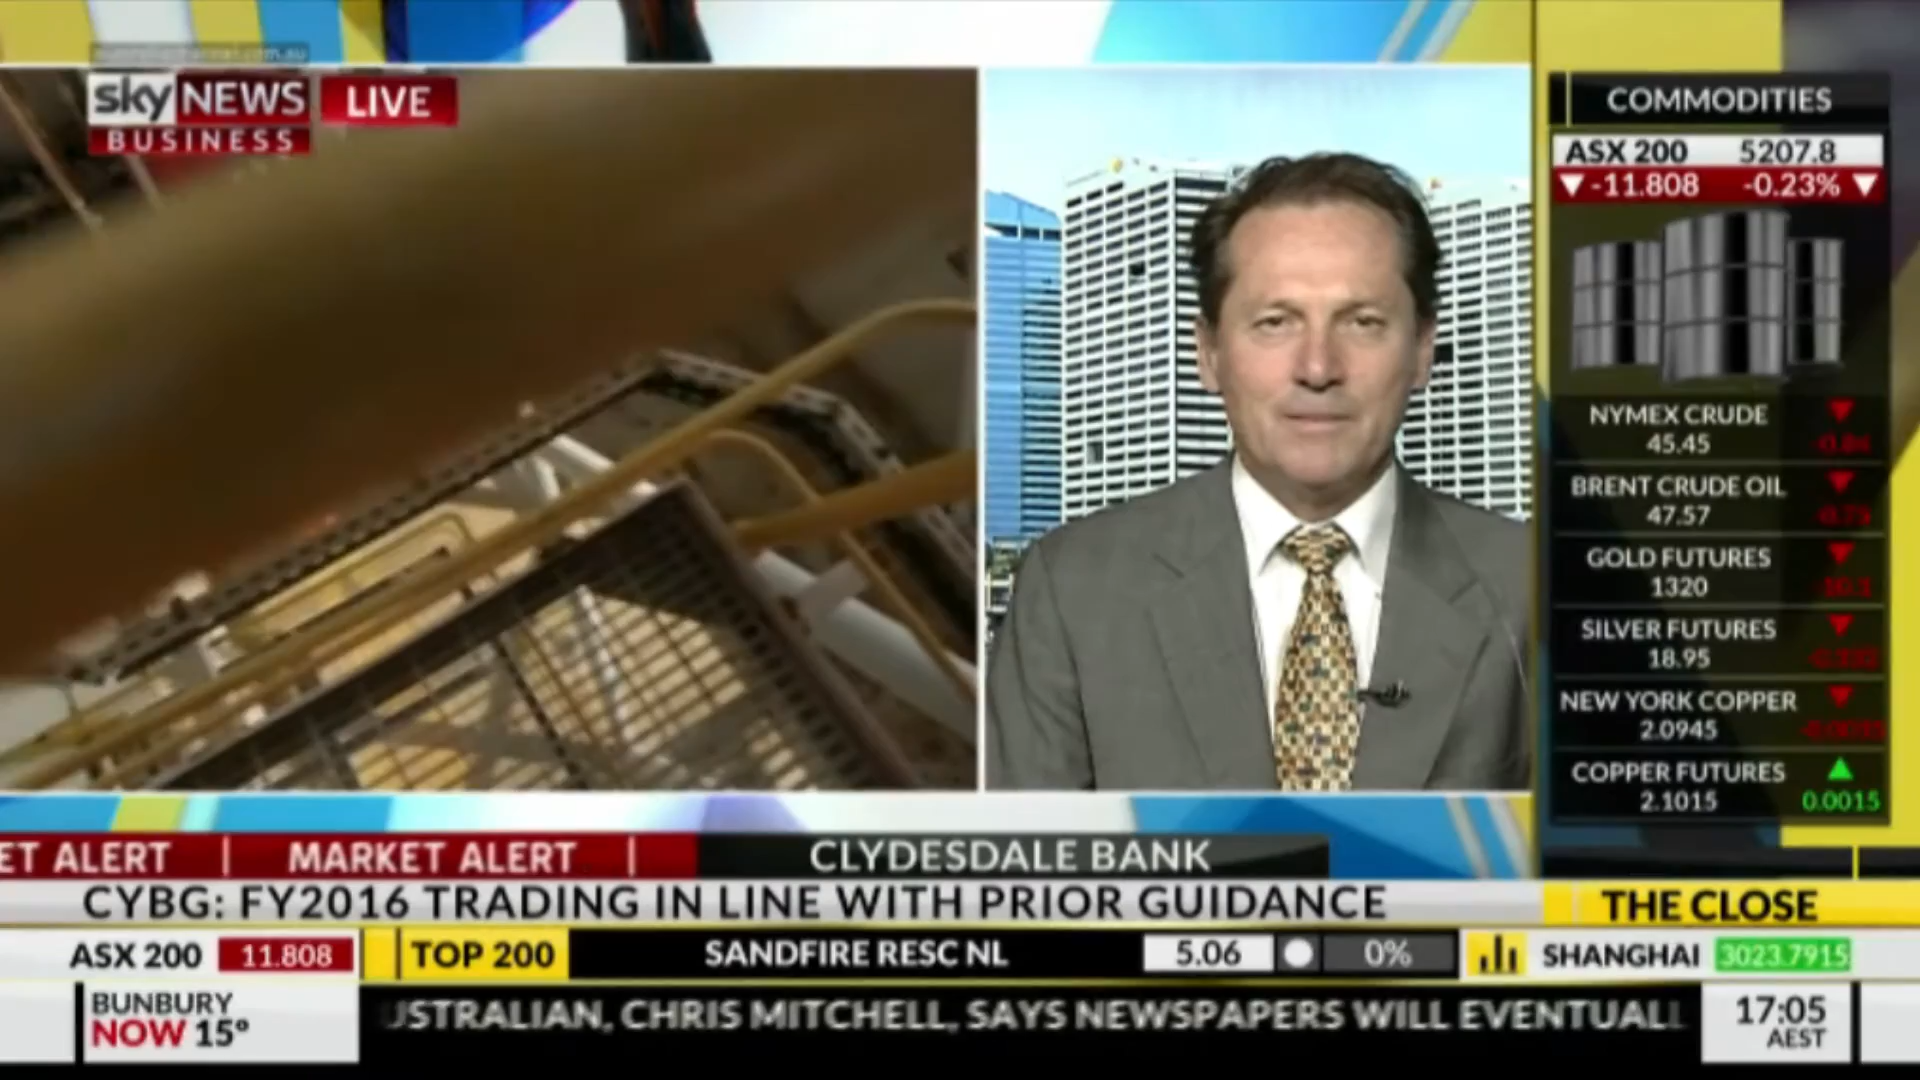 sky NEWS LIVE
BUSINESS
COMMODITIES
ASX 200 5207.8
▼ -11.808 -0.23% ▼
NYMEX CRUDE
45.45
BRENT CRUDE OIL
47.57
GOLD FUTURES
1320
SILVER FUTURES
18.95
NEW YORK COPPER
2.0945
COPPER FUTURES
2.1015 0.0015
ET ALERT | MARKET ALERT | CLYDESDALE BANK
CYBG: FY2016 TRADING IN LINE WITH PRIOR GUIDANCE
THE CLOSE
ASX 200 11.808 TOP 200 SANDFIRE RESC NL 5.06 0% SHANGHAI 3023.7915
BUNBURY
NOW 15°
USTRALIAN, CHRIS MITCHELL, SAYS NEWSPAPERS WILL EVENTUALL
17:05
AEST